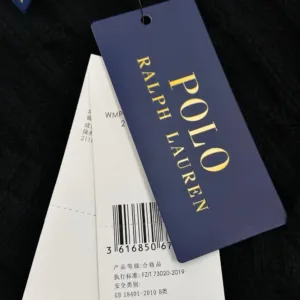 POLO
RALPH LAUREN
WMP
2
3 616850 67
产品等级:合格品
执行标准:FZ/T 73020-2019
安全类别:
GB 18401-2010 B类